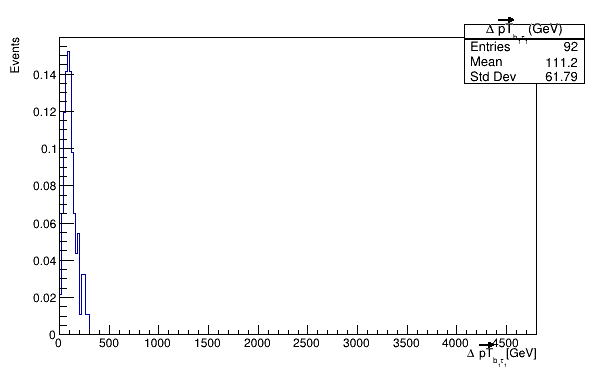 Δ pT b₁τ₁ (GeV)
Entries 92
Mean 111.2
Std Dev 61.79
Events
0.14
0.12
0.1
0.08
0.06
0.04
0.02
0
0 500 1000 1500 2000 2500 3000 3500 4000 4500
Δ pT b₁τ₁ [GeV]